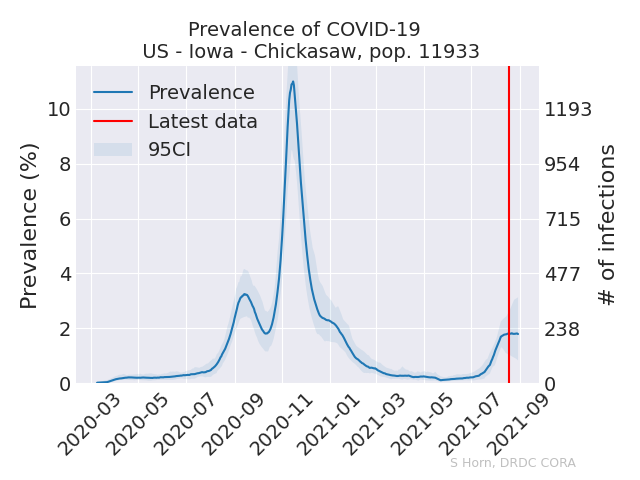 Prevalence of COVID-19
US - Iowa - Chickasaw, pop. 11933
Prevalence
Latest data
95CI
Prevalence (%)
10
8
6
4
2
0
1193
954
715
477
238
0
# of infections
2020-03
2020-05
2020-07
2020-09
2020-11
2021-01
2021-03
2021-05
2021-07
2021-09
S Horn, DRDC CORA